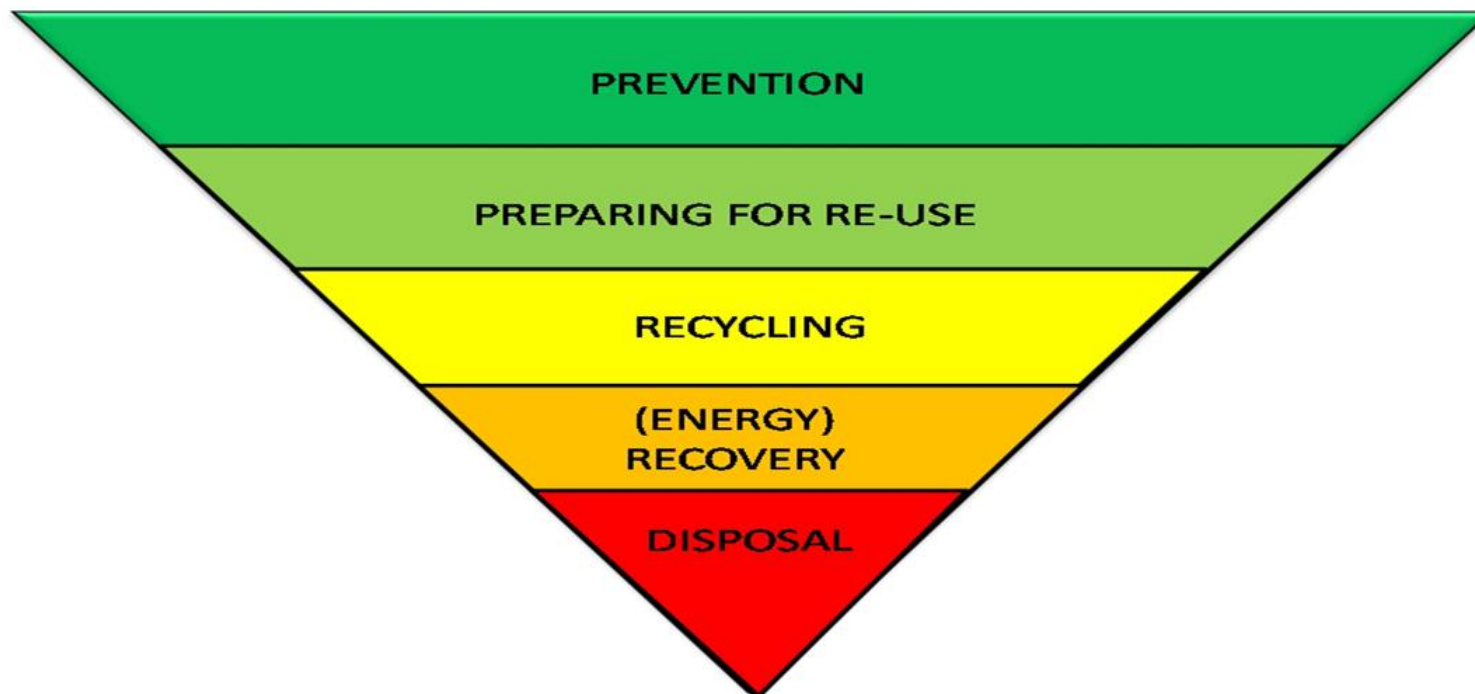 PREVENTION
PREPARING FOR RE-USE
RECYCLING
(ENERGY)
RECOVERY
DISPOSAL